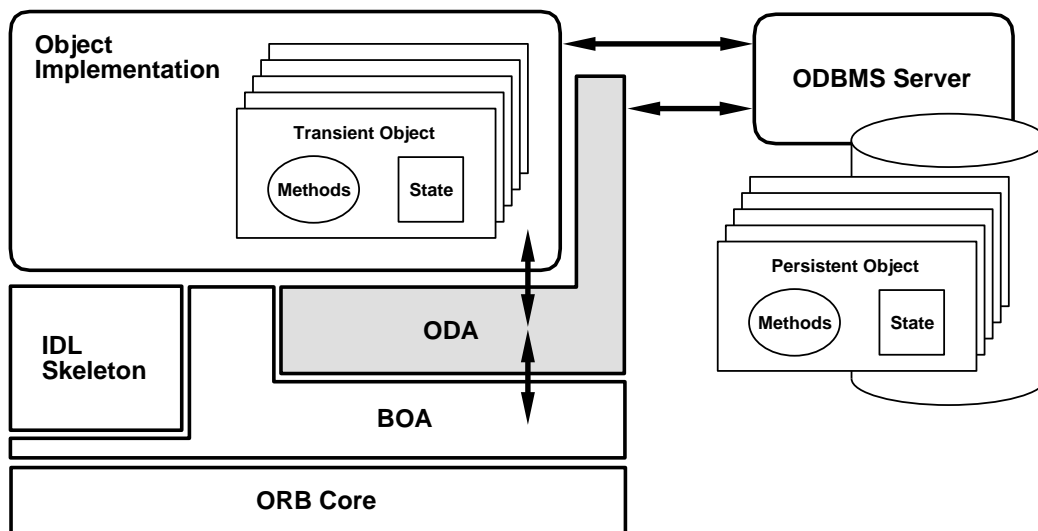 Object
Implementation
Transient Object
Methods
State
ODBMS Server
Persistent Object
Methods
State
IDL
Skeleton
ODA
BOA
ORB Core